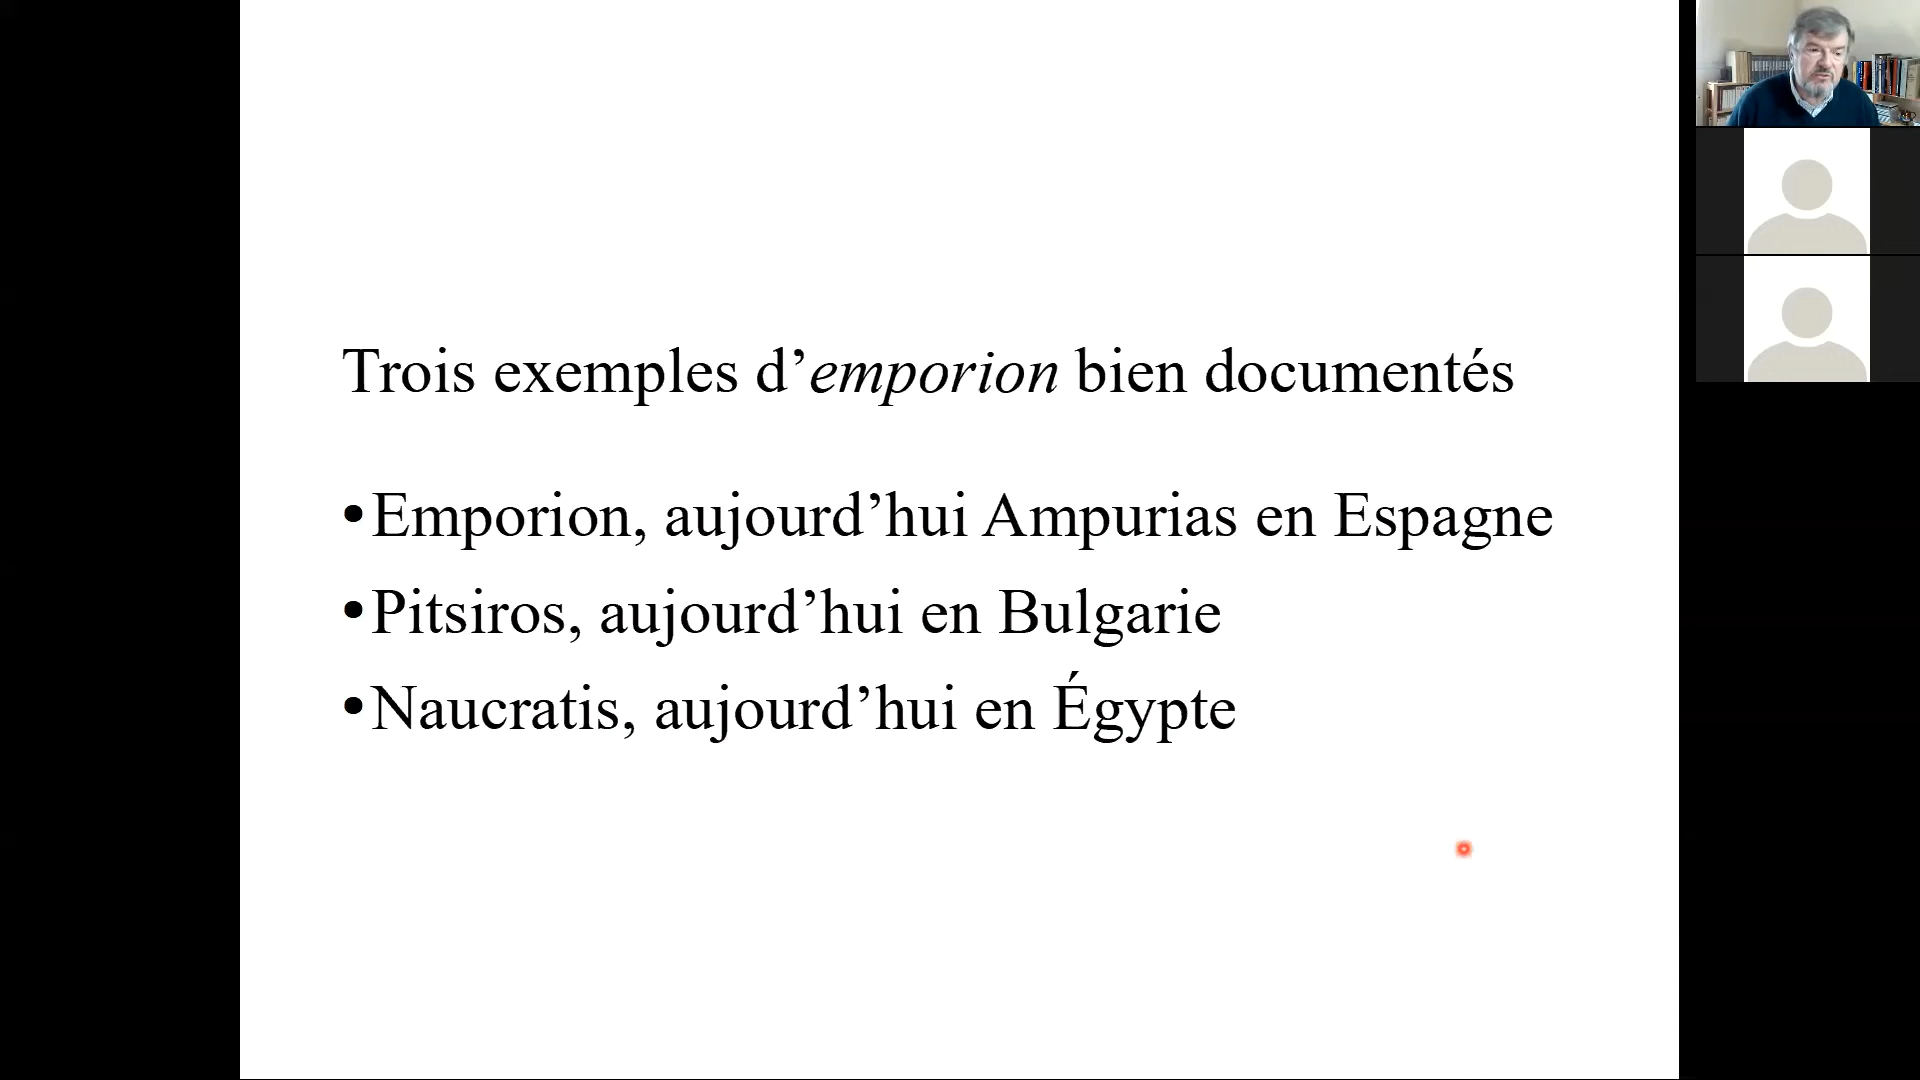 Trois exemples d’emporion bien documentés
•Emporion, aujourd’hui Ampurias en Espagne
•Pitsiros, aujourd’hui en Bulgarie
•Naucratis, aujourd’hui en Égypte